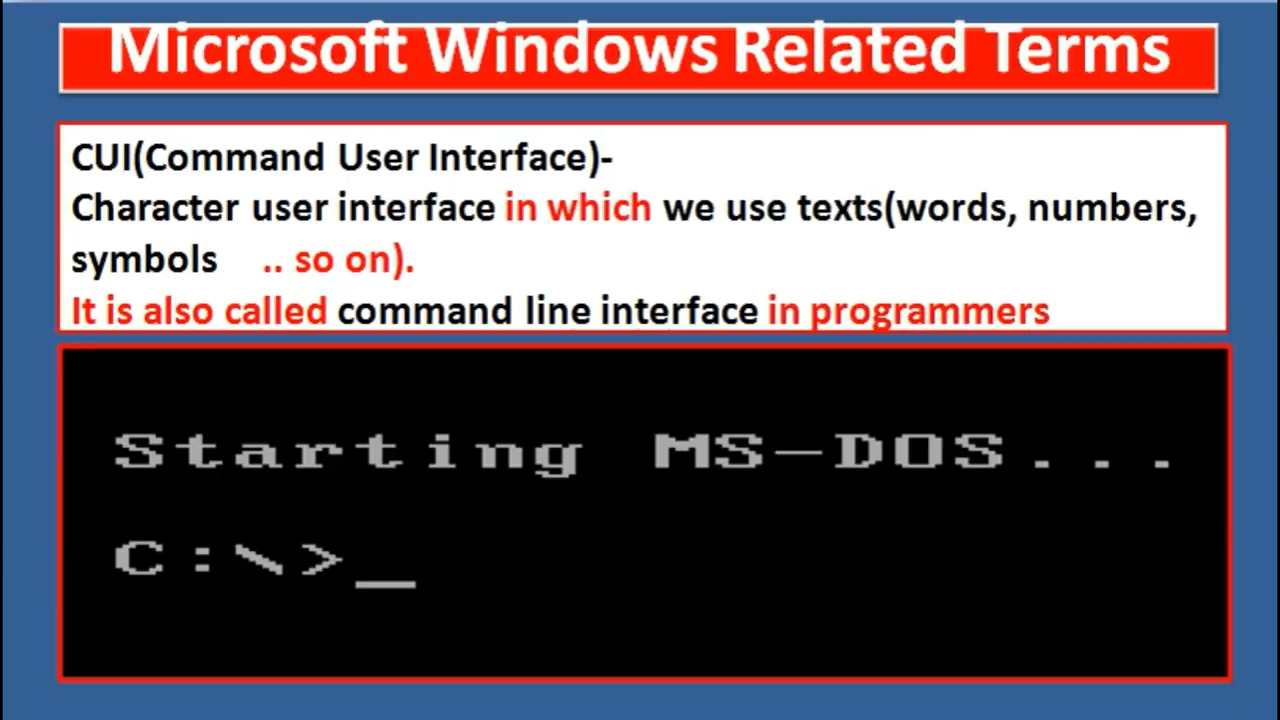 Microsoft Windows Related Terms
CUI(Command User Interface)-
Character user interface in which we use texts(words, numbers,
symbols .. so on).
It is also called command line interface in programmers
Starting MS-DOS...
C:\>_